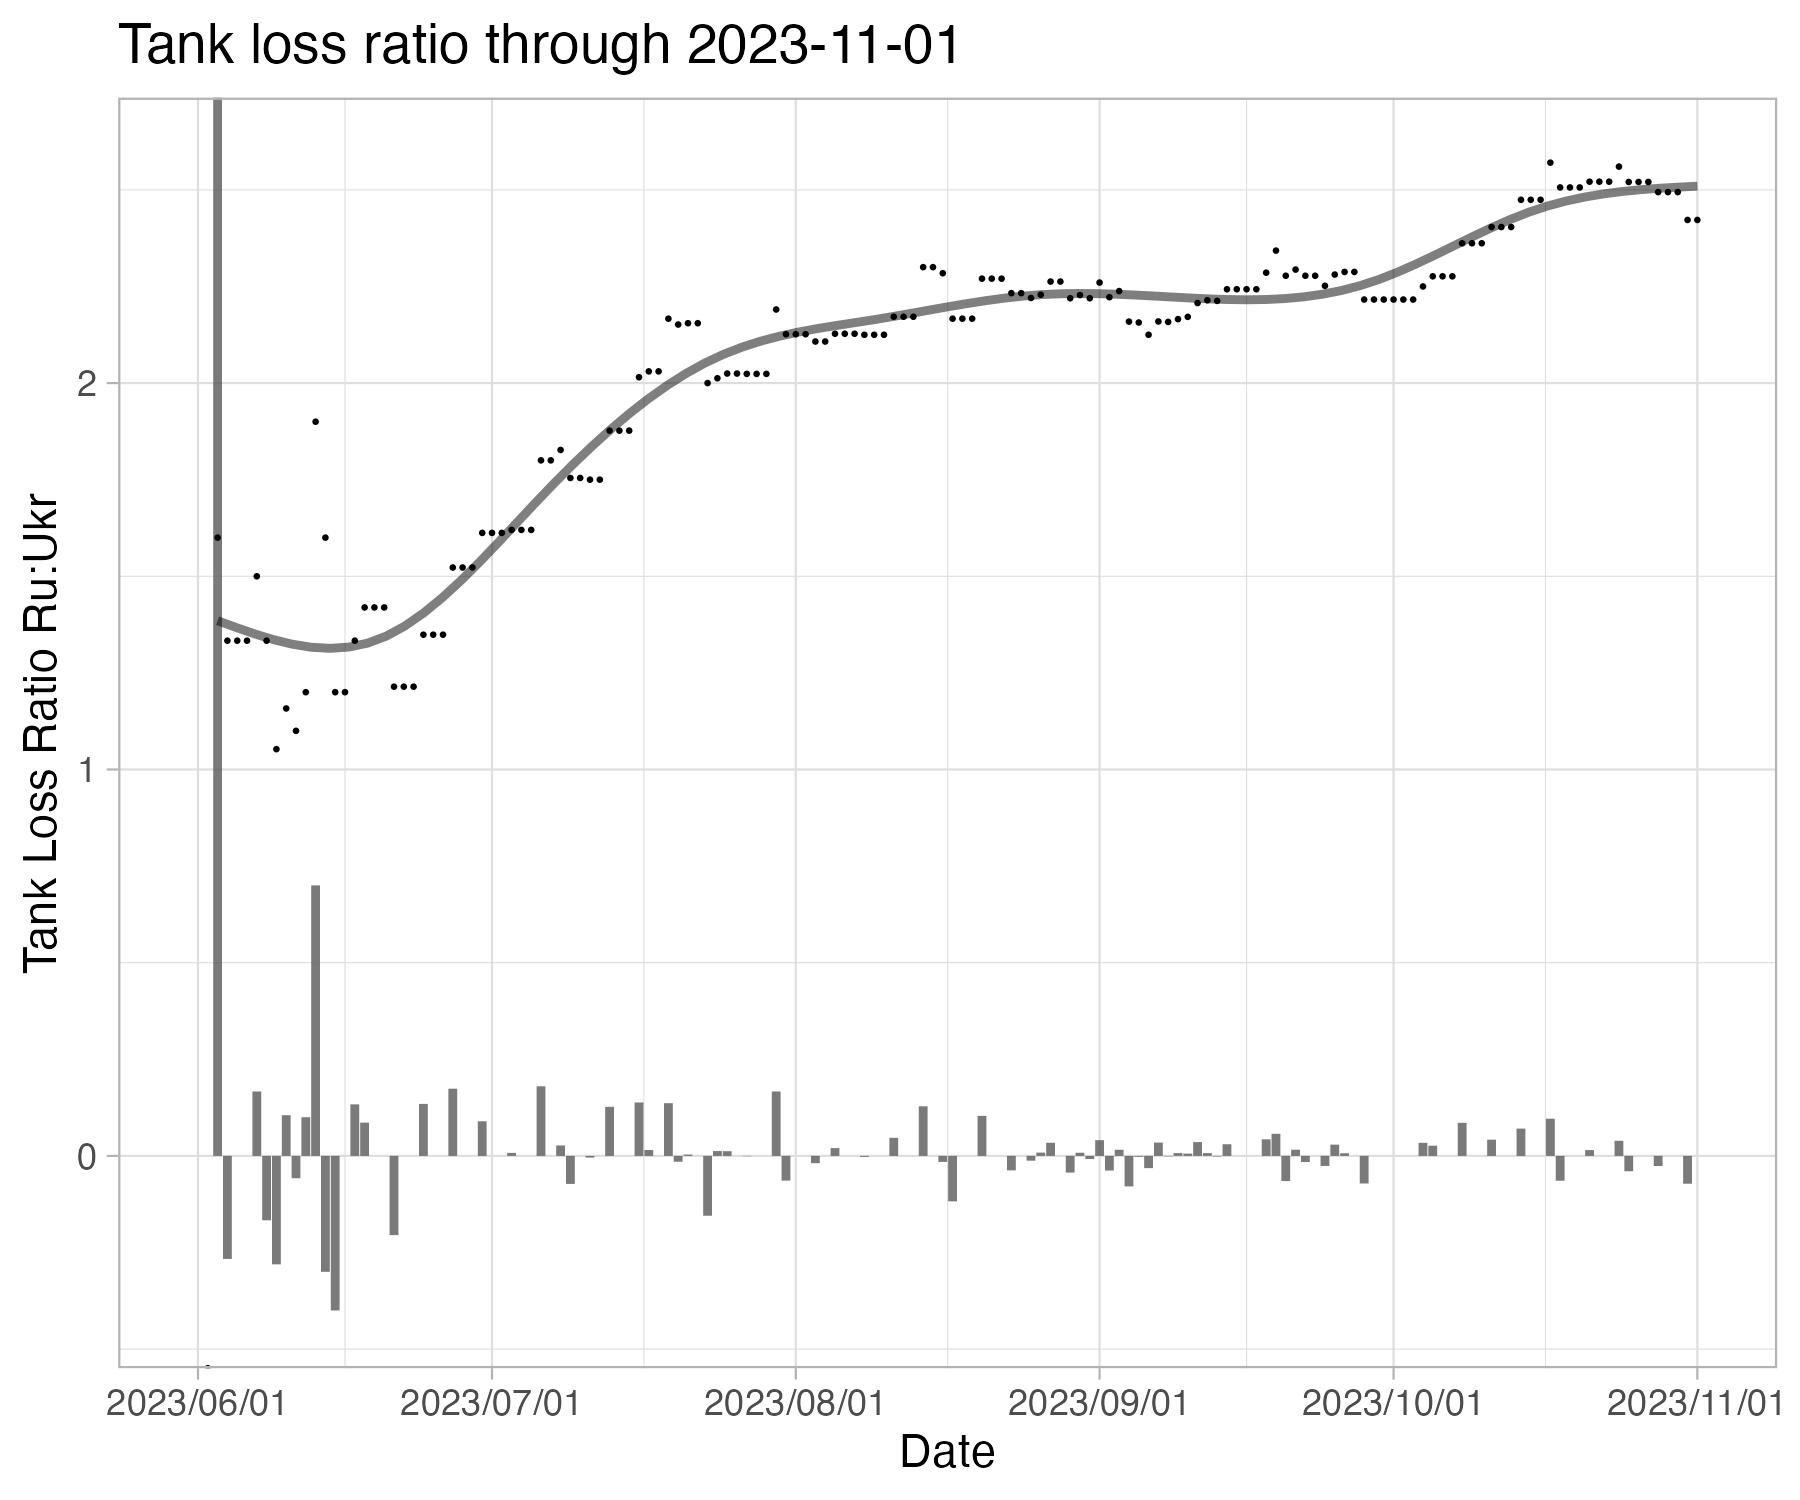 Tank loss ratio through 2023-11-01
Tank Loss Ratio Ru:Ukr
2
1
0
2023/06/01 2023/07/01 2023/08/01 2023/09/01 2023/10/01 2023/11/01
Date